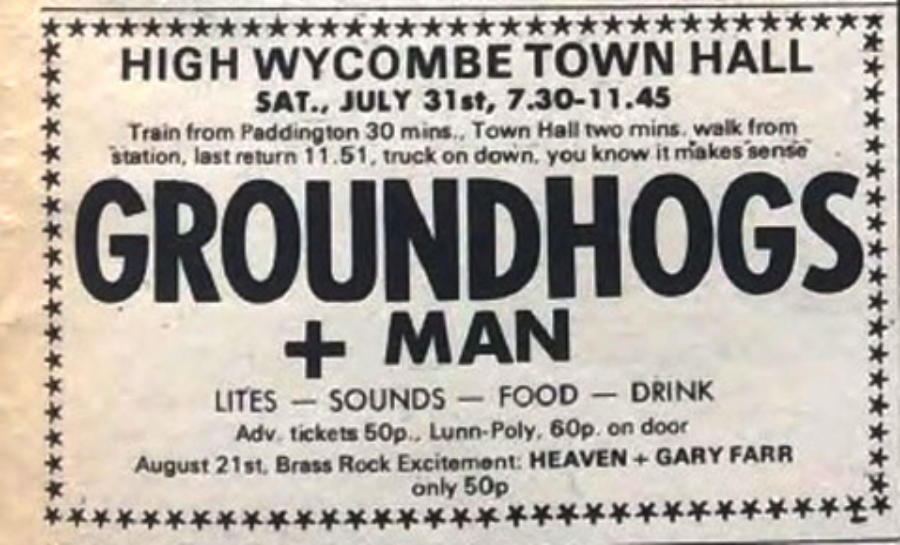 HIGH WYCOMBE TOWN HALL
SAT., JULY 31st, 7.30-11.45
Train from Paddington 30 mins., Town Hall two mins. walk from
station, last return 11.51, truck on down, you know it makes sense
GROUNDHOGS
+ MAN
LITES — SOUNDS — FOOD — DRINK
Adv. tickets 50p., Lunn-Poly, 60p. on door
August 21st, Brass Rock Excitement: HEAVEN + GARY FARR
only 50p